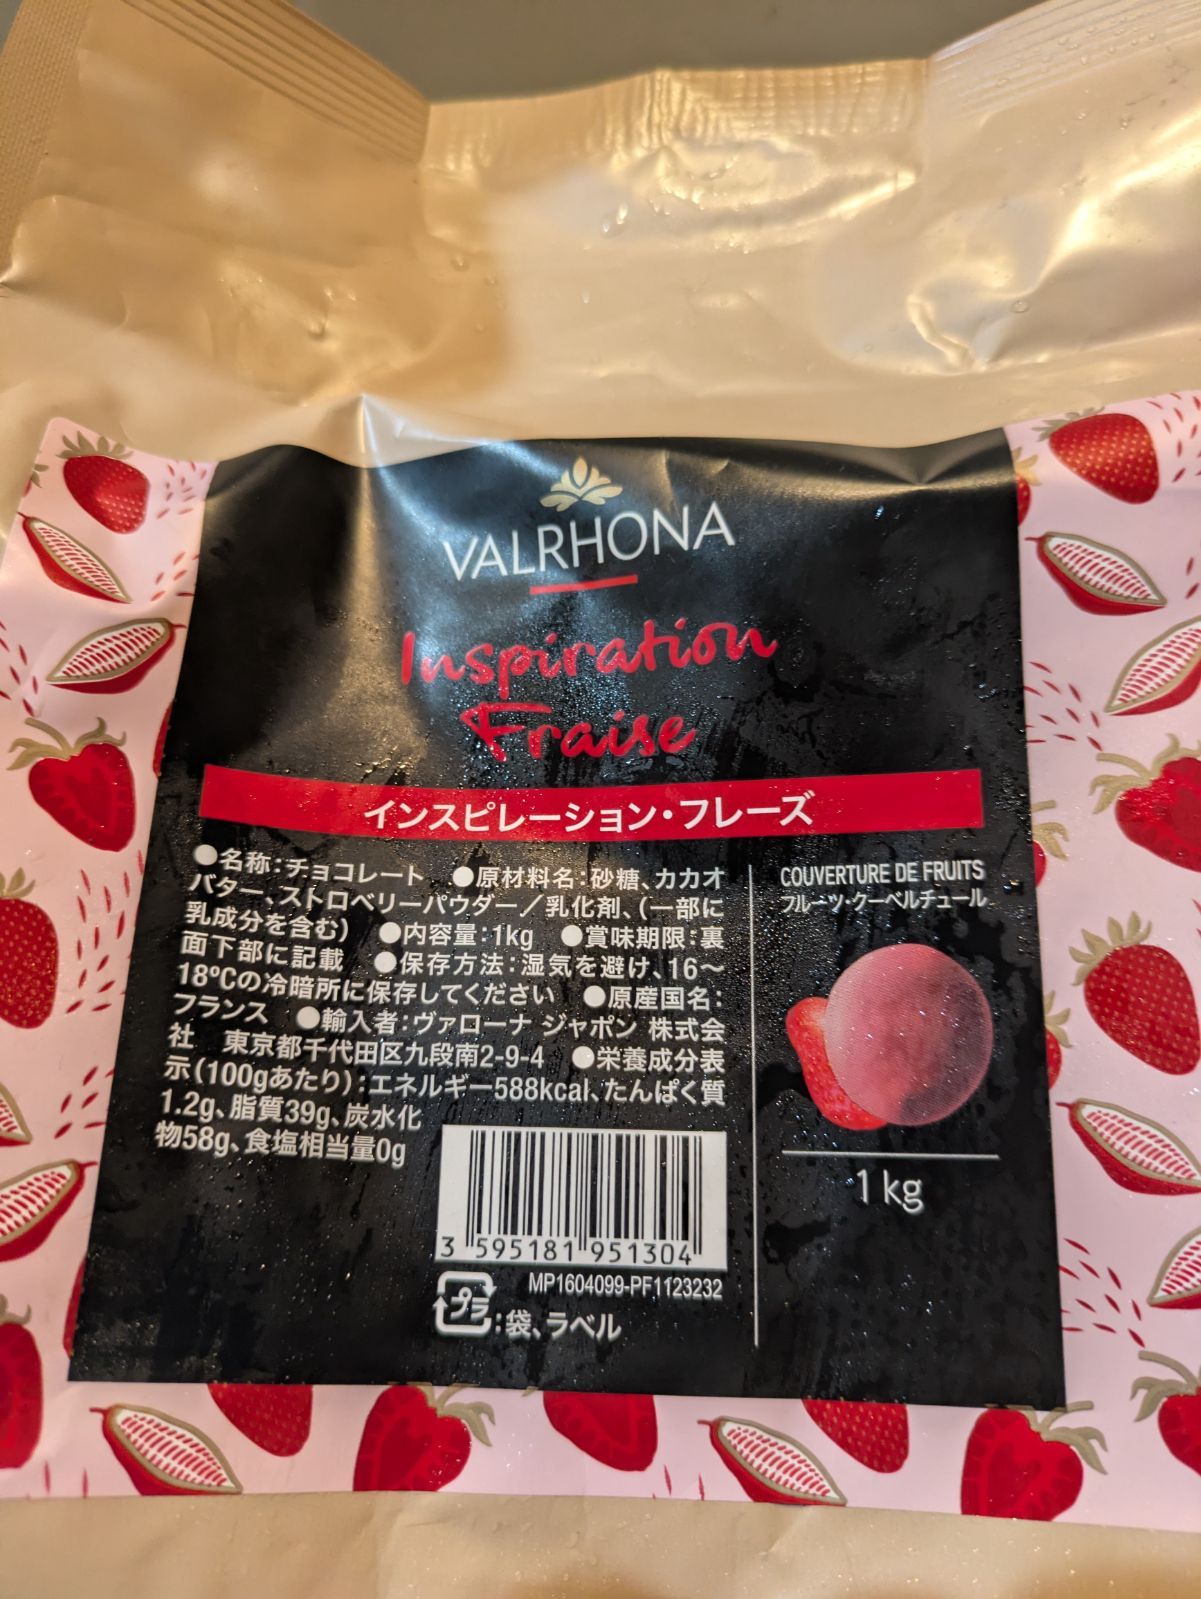 VALRHONA
Inspiration
Fraise
インスピレーション・フレーズ
●名称:チョコレート ●原材料名:砂糖、カカオ
バター、ストロベリーパウダー/乳化剤、(一部に
乳成分を含む) ●内容量:1kg ●賞味期限:裏
面下部に記載 ●保存方法:湿気を避け、16〜
18℃の冷暗所に保存してください ●原産国名:
フランス ●輸入者:ヴァローナ ジャポン 株式会
社 東京都千代田区九段南2-9-4 ●栄養成分表
示(100gあたり):エネルギー588kcal、たんぱく質
1.2g、脂質39g、炭水化
物58g、食塩相当量0g
3 595181 951304
MP1604099-PF1123232
プラ:袋、ラベル
COUVERTURE DE FRUITS
フルーツ・クーベルチュール
1 kg